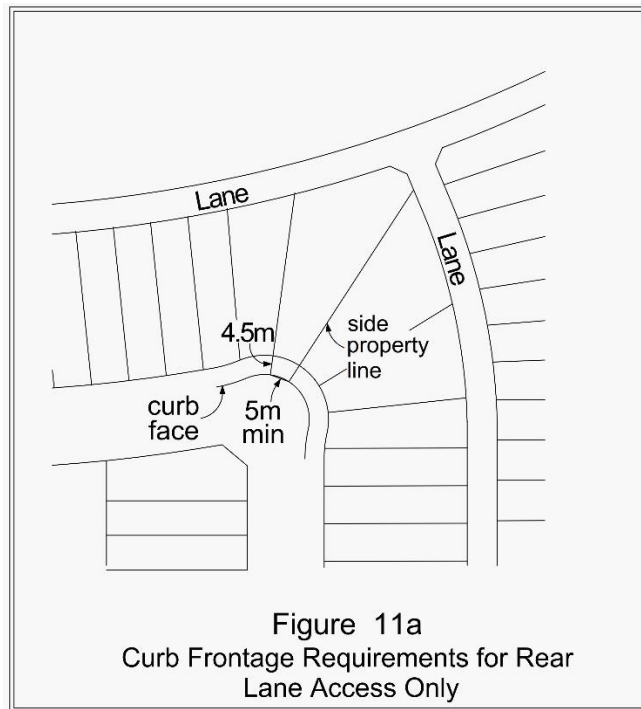 Lane
Lane
4.5m
side
property
line
curb
face
5m
min
Figure 11a
Curb Frontage Requirements for Rear
Lane Access Only